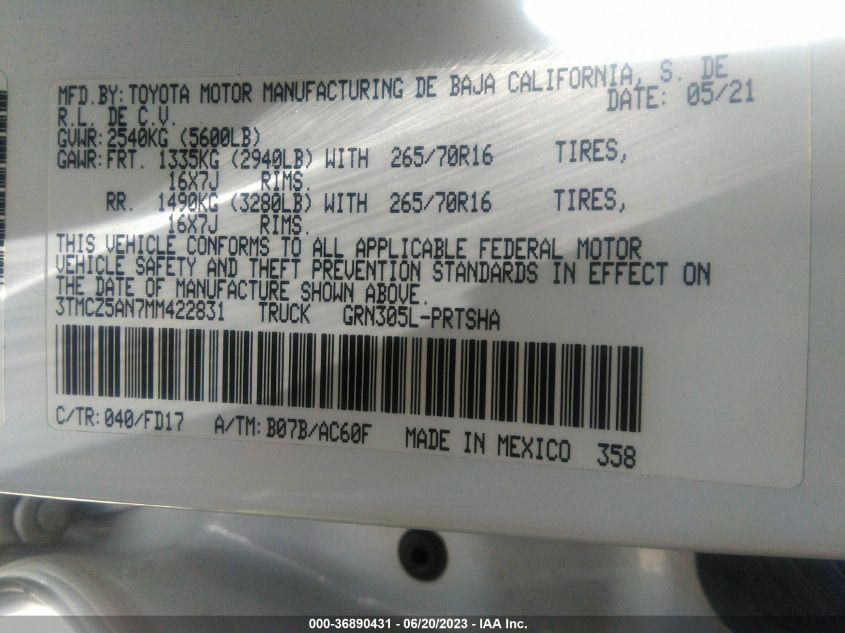 MFD.BY:TOYOTA MOTOR MANUFACTURING DE BAJA CALIFORNIA, S. DE
R.L. DE C.V. DATE: 05/21
GVWR:2540KG (5600LB)
GAWR:FRT. 1335KG (2940LB) WITH 265/70R16 TIRES,
16X7J RIMS.
RR. 1490KG (3280LB) WITH 265/70R16 TIRES,
16X7J RIMS.
THIS VEHICLE CONFORMS TO ALL APPLICABLE FEDERAL MOTOR
VEHICLE SAFETY AND THEFT PREVENTION STANDARDS IN EFFECT ON
THE DATE OF MANUFACTURE SHOWN ABOVE.
3TMCZ5AN7MM422831 TRUCK GRN305L-PRTSHA
C/TR:040/FD17 A/TM:B07B/AC60F MADE IN MEXICO 358
000-36890431 - 06/20/2023 - IAA Inc.